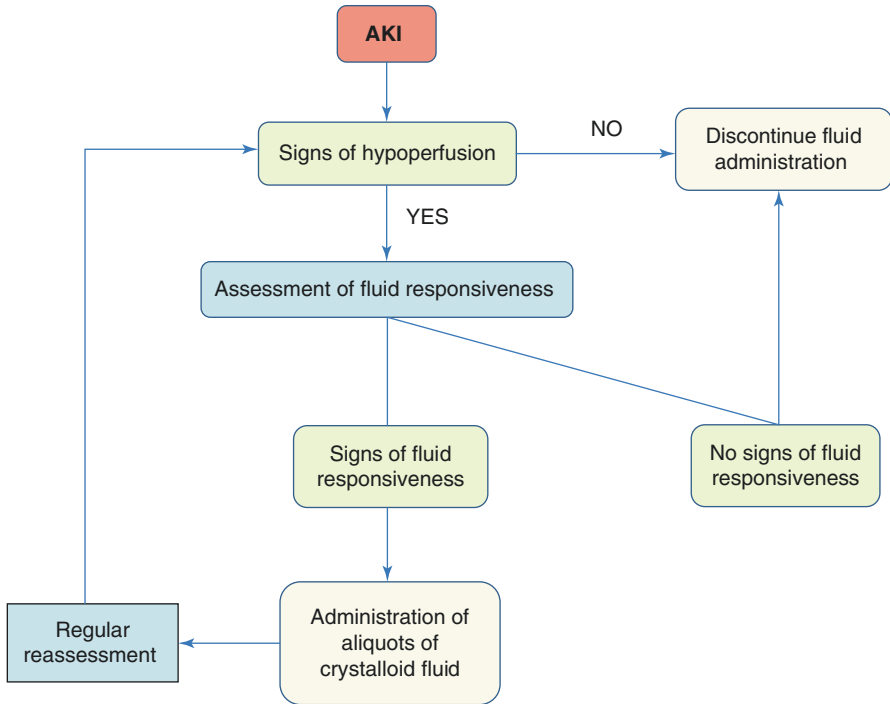 AKI
Signs of hypoperfusion
NO
Discontinue fluid
administration
YES
Assessment of fluid responsiveness
Signs of fluid
responsiveness
No signs of fluid
responsiveness
Administration of
aliquots of
crystalloid fluid
Regular
reassessment